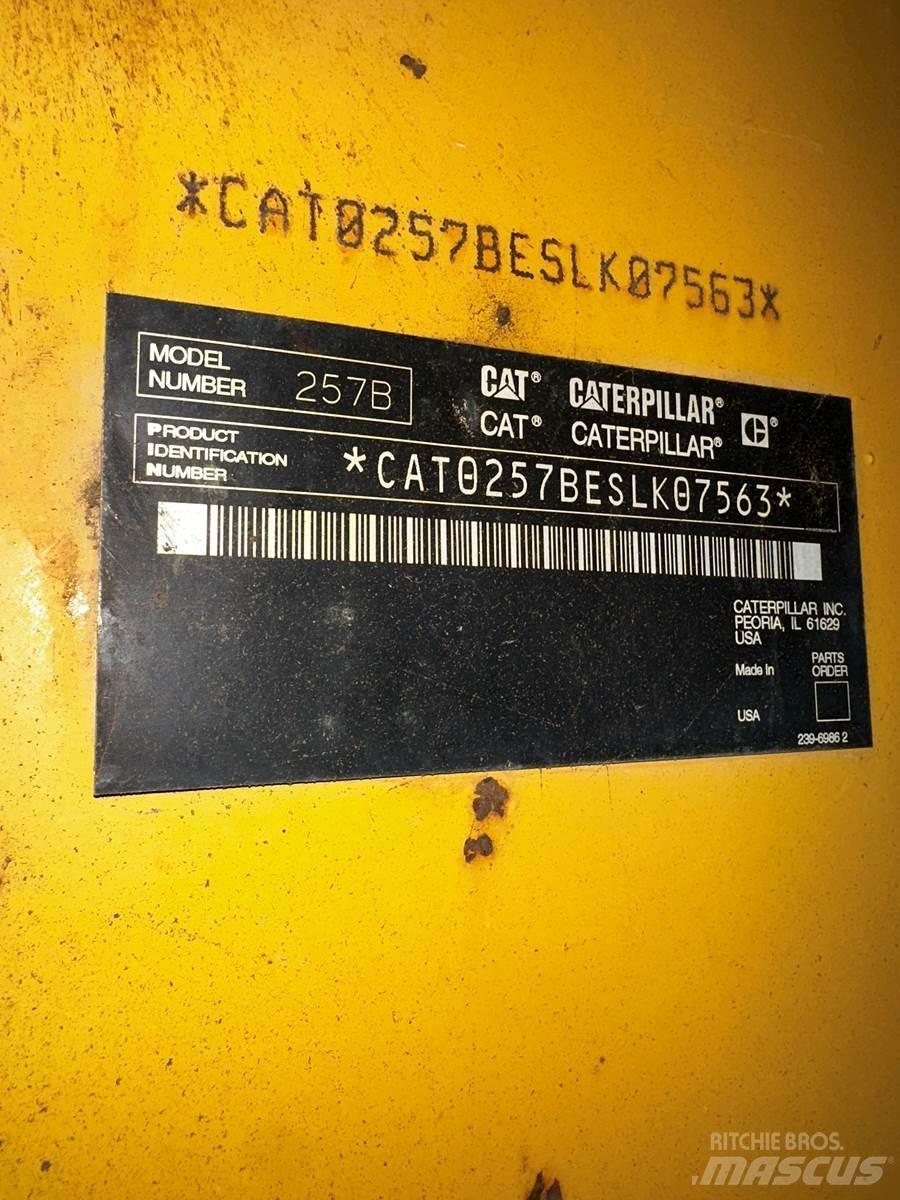 *CAT0257BESLK07563*
MODEL
NUMBER 257B
CAT® CATERPILLAR®
CAT® CATERPILLAR®
PRODUCT
IDENTIFICATION
NUMBER
*CAT0257BESLK07563*
CATERPILLAR INC.
PEORIA, IL 61629
USA
Made in
USA
PARTS
ORDER
239-6986 2
RITCHIE BROS.
MASCUS